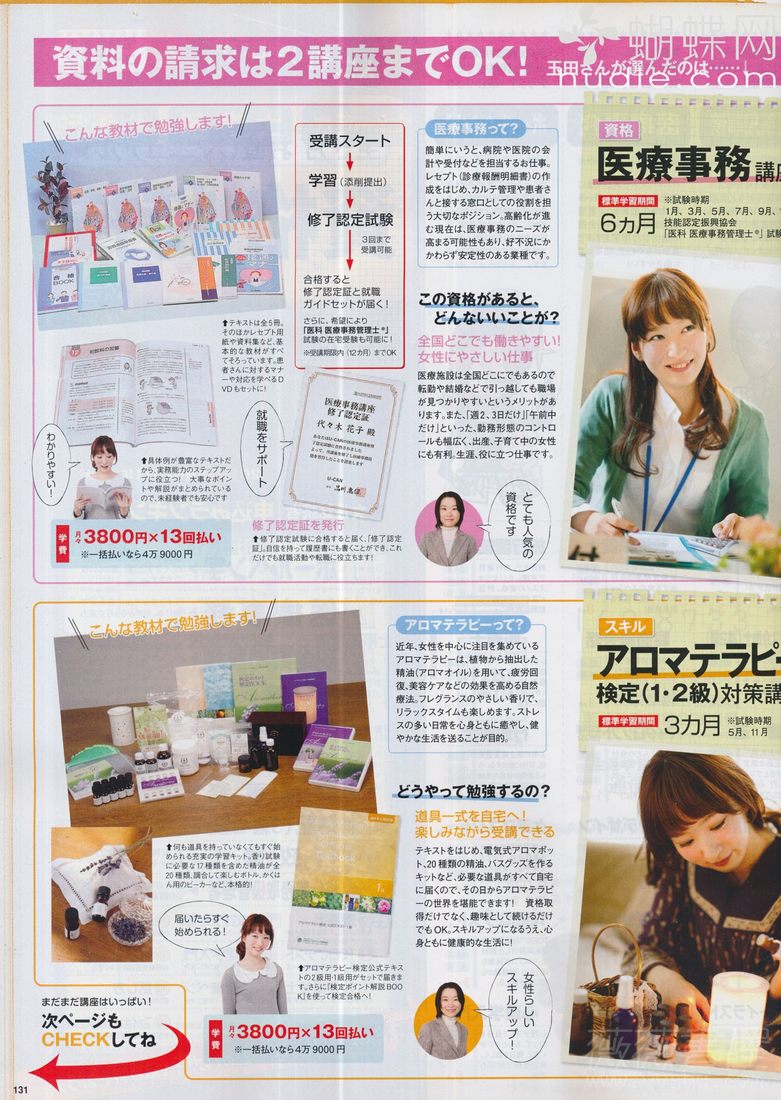 資料の請求は2講座までOK!
玉田さんが選んだのは……!
蝴蝶网
hudie.com
こんな教材で勉強します!
受講スタート
学習(添削提出)
修了認定試験
3回まで
受講可能
合格すると
修了認定証と就職
ガイドセットが届く!
さらに、希望により
「医科 医療事務管理士®」
試験の在宅受験も可能に!
※受講期限内(12カ月)までOK
⬆テキストは全5冊。
そのほかレセプト用
紙や資料集など、基
本的な教材がすべ
てそろっています。患
者さんに対するマナ
ーや対応を学べるD
VDもセットに!
わかりやすい!
⬆具体例が豊富なテキストだ
から、実務能力のステップアップ
に役立つ! 大事なポイント
や解説がまとめられているの
で、未経験者でも安心です
就職をサポート
医療事務講座
修了認定証
代々木 花子 殿
U-CAN
修了認定証を発行
⬆修了認定試験に合格すると届く、「修了認定
証」。自信を持って履歴書にも書くことができ、これ
だけでも就職活動や転職に役立ちます!
学費
月々3800円×13回払い
※一括払いなら4万9000円
医療事務って?
簡単にいうと、病院や医院の会
計や受付などを担当するお仕事。
レセプト(診療報酬明細書)の作
成をはじめ、カルテ管理や患者さ
んと接する窓口としての役割を担
う大切なポジション。高齢化が進
む現在は、医療事務のニーズが
高まる可能性もあり、好不況にか
かわらず安定性のある業種です。
この資格があると、
どんないいことが?
全国どこでも働きやすい!
女性にやさしい仕事
医療施設は全国どこにでもあるので
転勤や結婚などで引っ越しても職場
が見つかりやすいというメリットがあ
ります。また、「週2、3日だけ」「午前中
だけ」といった、勤務形態のコントロ
ールも幅広く、出産、子育て中の女性
にも有利。生涯、役に立つ仕事です。
とても人気の
資格です
資格
医療事務講座
標準学習期間
6カ月
※試験時期
1月、3月、5月、7月、9月、
技能認定振興協会
「医科 医療事務管理士®」試験
こんな教材で勉強します!
⬆何も道具を持っていなくてもすぐ始
められる充実の学習キット。香り試験
に必要な17種類を含めた精油が全
20種類、調合して楽しむボトル、かくは
ん用のビーカーなど、本格的!
届いたらすぐ
始められる!
⬆アロマテラピー検定公式テキス
トの2級用・1級用がセットで届きま
す。さらに『検定ポイント解説BOO
K』を使って検定合格へ!
学費
月々3800円×13回払い
※一括払いなら4万9000円
アロマテラピーって?
近年、女性を中心に注目を集めている
アロマテラピーは、植物から抽出した
精油(アロマオイル)を用いて、疲労回
復、美容ケアなどの効果を高める自然
療法。フレグランスのやさしい香りで、
リラックスタイムも楽しめます。ストレ
スの多い日常を心身ともに癒やし、健
やかな生活を送ることが目的。
どうやって勉強するの?
道具一式を自宅へ!
楽しみながら受講できる
テキストをはじめ、電気式アロマポッ
ト、20種類の精油、バスグッズを作る
キットなど、必要な道具がすべて自宅
に届くので、その日からアロマテラピー
の世界を堪能できます! 資格取
得だけでなく、趣味として続けるだけ
でもOK。スキルアップになるうえ、心
身ともに健康的な生活に!
女性らしい
スキルアップ!
スキル
アロマテラピー
検定(1・2級)対策講
標準学習期間
3カ月
※試験時期
5月、11月
まだまだ講座はいっぱい!
次ページも
CHECKしてね
131